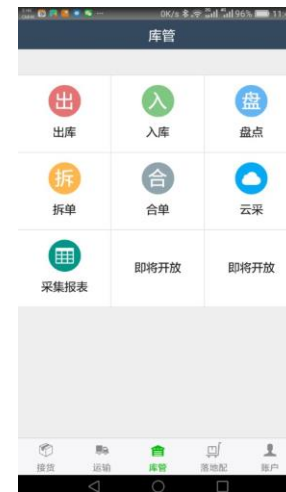 0K/s 96% 11:
库管
出 入 盘
出库 入库 盘点
拆 合
拆单 合单 云采
即将开放 即将开放
采集报表
接货 运输 库管 落地配 账户